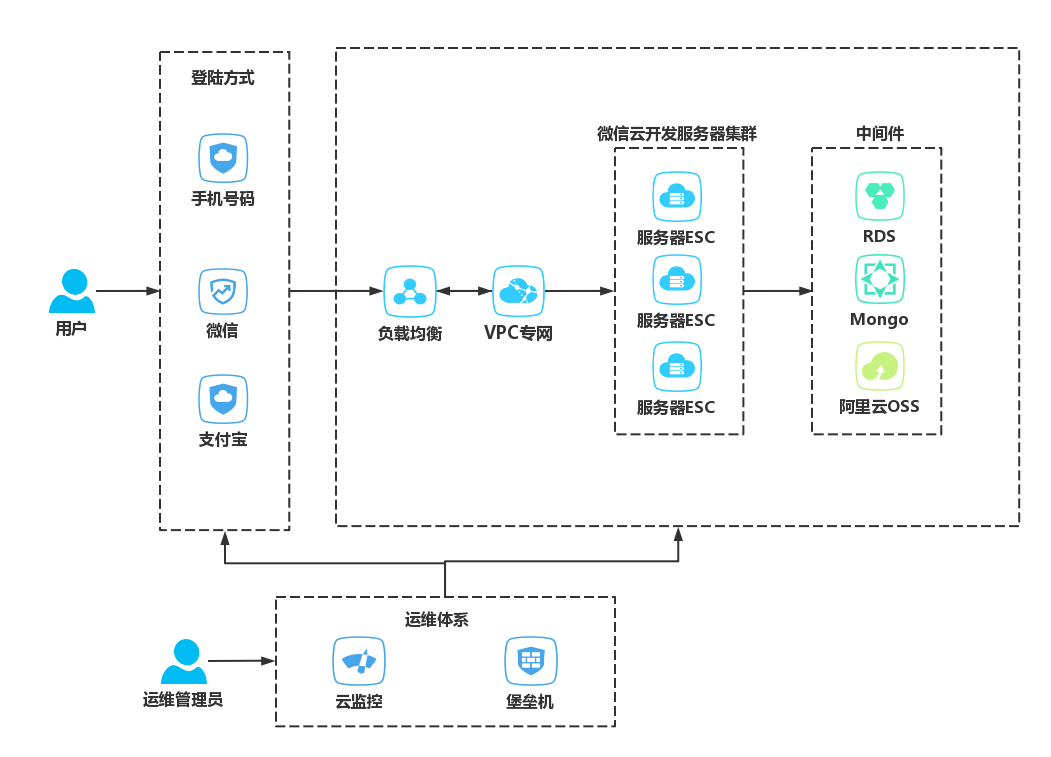 登陆方式
手机号码
微信
支付宝
用户
负载均衡
VPC专网
微信云开发服务器集群
服务器ESC
服务器ESC
服务器ESC
中间件
RDS
Mongo
阿里云OSS
运维体系
云监控
堡垒机
运维管理员